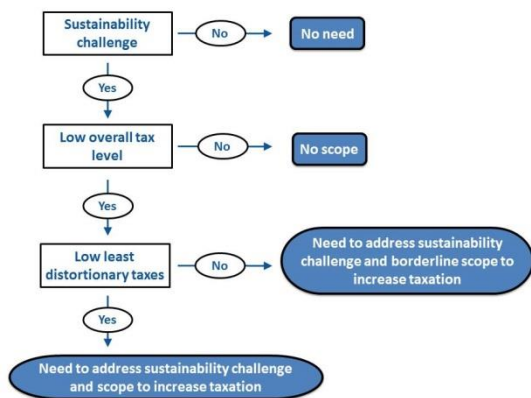 Sustainability
challenge
No
No need
Yes
Low overall tax
level
No
No scope
Yes
Low least
distortionary taxes
No
Need to address sustainability
challenge and borderline scope to
increase taxation
Yes
Need to address sustainability challenge
and scope to increase taxation